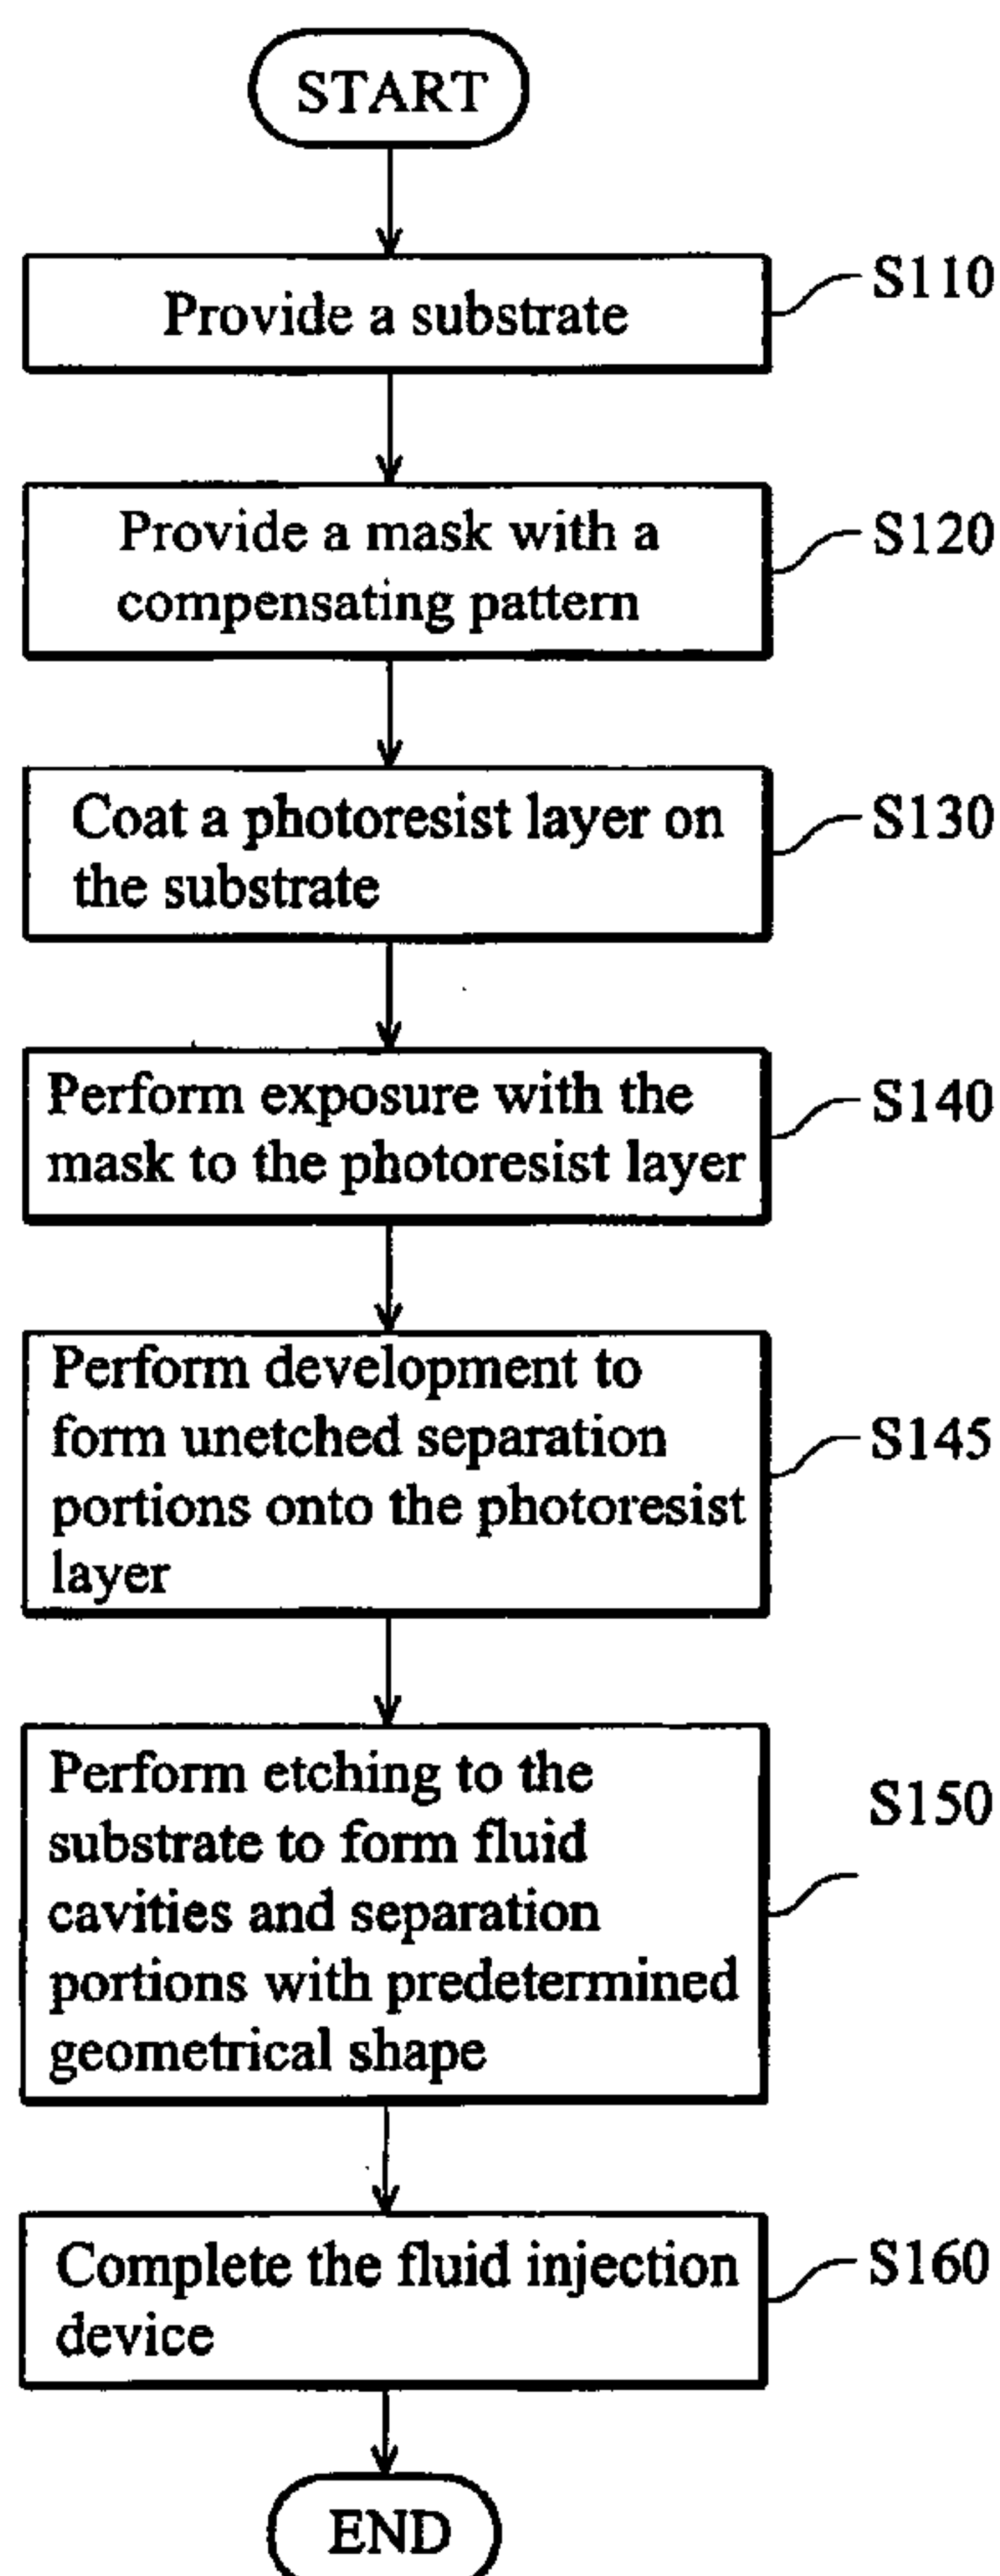 START
Provide a substrate
S110
Provide a mask with a
compensating pattern
S120
Coat a photoresist layer on
the substrate
S130
Perform exposure with the
mask to the photoresist layer
S140
Perform development to
form unetched separation
portions onto the photoresist
layer
S145
Perform etching to the
substrate to form fluid
cavities and separation
portions with predetermined
geometrical shape
S150
Complete the fluid injection
device
S160
END